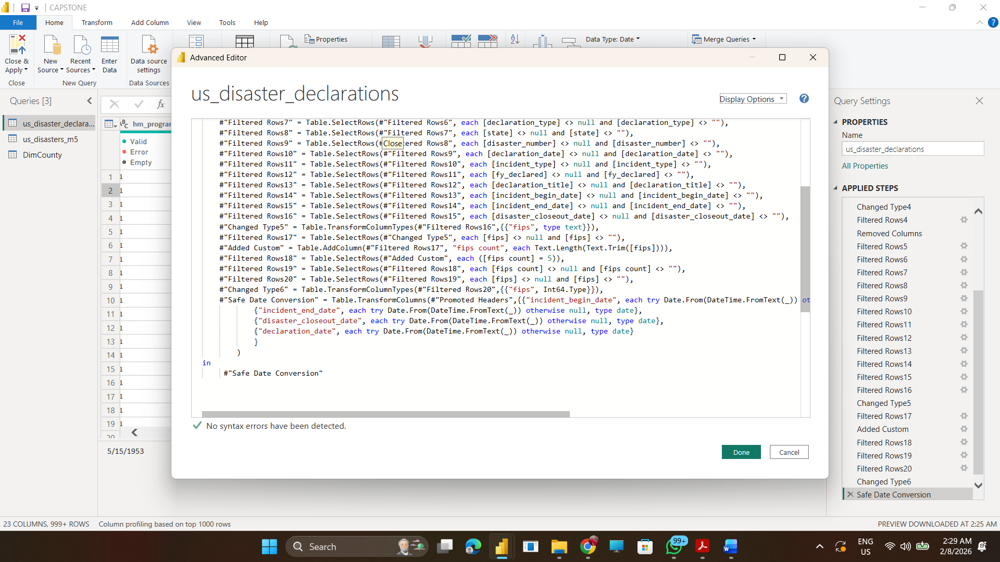 CAPSTONE
File Home Transform Add Column View Tools Help
Close & Apply
Close
New Source
Recent Sources
Enter Data
New Query
Data source settings
Data Sources
Properties
Data Type: Date
Merge Queries
Advanced Editor
us_disaster_declarations
Display Options
#"Filtered Rows7" = Table.SelectRows(#"Filtered Rows6", each [declaration_type] <> null and [declaration_type] <> ""),
#"Filtered Rows8" = Table.SelectRows(#"Filtered Rows7", each [state] <> null and [state] <> ""),
#"Filtered Rows9" = Table.SelectRows(# Close ered Rows8", each [disaster_number] <> null and [disaster_number] <> ""),
#"Filtered Rows10" = Table.SelectRows(#"Filtered Rows9", each [declaration_date] <> null and [declaration_date] <> ""),
#"Filtered Rows11" = Table.SelectRows(#"Filtered Rows10", each [incident_type] <> null and [incident_type] <> ""),
#"Filtered Rows12" = Table.SelectRows(#"Filtered Rows11", each [fy_declared] <> null and [fy_declared] <> ""),
#"Filtered Rows13" = Table.SelectRows(#"Filtered Rows12", each [declaration_title] <> null and [declaration_title] <> ""),
#"Filtered Rows14" = Table.SelectRows(#"Filtered Rows13", each [incident_begin_date] <> null and [incident_begin_date] <> ""),
#"Filtered Rows15" = Table.SelectRows(#"Filtered Rows14", each [incident_end_date] <> null and [incident_end_date] <> ""),
#"Filtered Rows16" = Table.SelectRows(#"Filtered Rows15", each [disaster_closeout_date] <> null and [disaster_closeout_date] <> ""),
#"Changed Type5" = Table.TransformColumnTypes(#"Filtered Rows16",{{"fips", type text}}),
#"Filtered Rows17" = Table.SelectRows(#"Changed Type5", each [fips] <> null and [fips] <> ""),
#"Added Custom" = Table.AddColumn(#"Filtered Rows17", "fips count", each Text.Length(Text.Trim([fips]))),
#"Filtered Rows18" = Table.SelectRows(#"Added Custom", each ([fips count] = 5)),
#"Filtered Rows19" = Table.SelectRows(#"Filtered Rows18", each [fips count] <> null and [fips count] <> ""),
#"Filtered Rows20" = Table.SelectRows(#"Filtered Rows19", each [fips] <> null and [fips] <> ""),
#"Changed Type6" = Table.TransformColumnTypes(#"Filtered Rows20",{{"fips", Int64.Type}}),
#"Safe Date Conversion" = Table.TransformColumns(#"Promoted Headers",{{"incident_begin_date", each try Date.From(DateTime.FromText(_)) ot
{"incident_end_date", each try Date.From(DateTime.FromText(_)) otherwise null, type date},
{"disaster_closeout_date", each try Date.From(DateTime.FromText(_)) otherwise null, type date},
{"declaration_date", each try Date.From(DateTime.FromText(_)) otherwise null, type date}
}
)
in
#"Safe Date Conversion"
No syntax errors have been detected.
Done
Cancel
Queries [3]
us_disaster_declara...
us_disasters_m5
DimCounty
fx
ABC hm_program
Valid
Error
Empty
1 1
2 1
3 1
4 1
5 1
6 1
7 1
8 1
9 1
10 1
11 1
12 1
13 1
14 1
15 1
16 1
17 1
18 1
19 1
20
5/15/1953
Query Settings
PROPERTIES
Name
us_disaster_declarations
All Properties
APPLIED STEPS
Changed Type4
Filtered Rows4
Removed Columns
Filtered Rows5
Filtered Rows6
Filtered Rows7
Filtered Rows8
Filtered Rows9
Filtered Rows10
Filtered Rows11
Filtered Rows12
Filtered Rows13
Filtered Rows14
Filtered Rows15
Filtered Rows16
Changed Type5
Filtered Rows17
Added Custom
Filtered Rows18
Filtered Rows19
Filtered Rows20
Changed Type6
Safe Date Conversion
23 COLUMNS, 999+ ROWS Column profiling based on top 1000 rows
PREVIEW DOWNLOADED AT 2:25 AM
Search
99+
ENG US
2:29 AM
2/8/2026